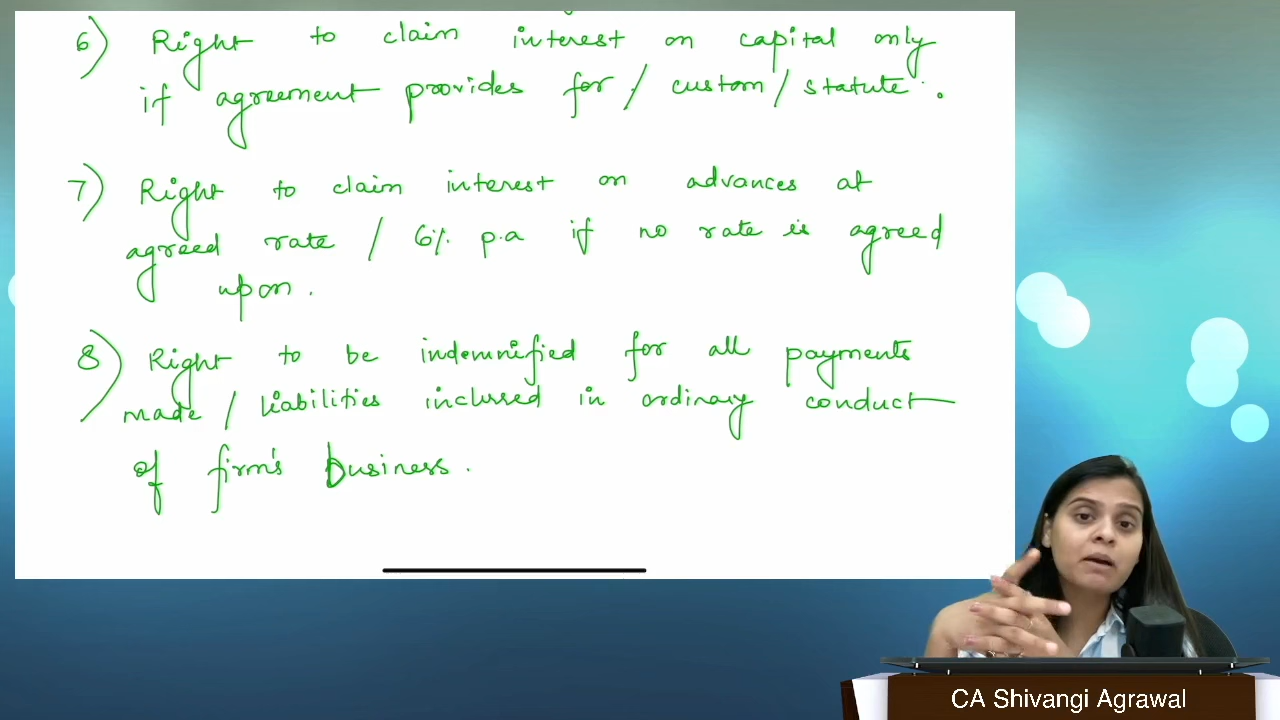 6) Right to claim interest on capital only
if agreement provides for / custom / statute.
7) Right to claim interest on advances at
agreed rate / 6% p.a if no rate is agreed
upon.
8) Right to be indemnified for all payments
made / liabilities incurred in ordinary conduct
of firm's business.
CA Shivangi Agrawal